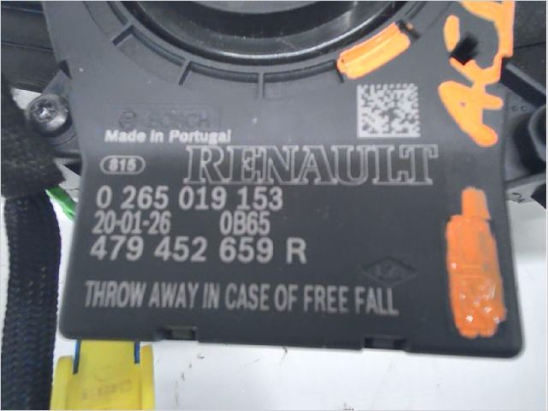 BOSCH
Made in Portugal
815 RENAULT
0 265 019 153
20-01-26 0B65
479 452 659 R
THROW AWAY IN CASE OF FREE FALL